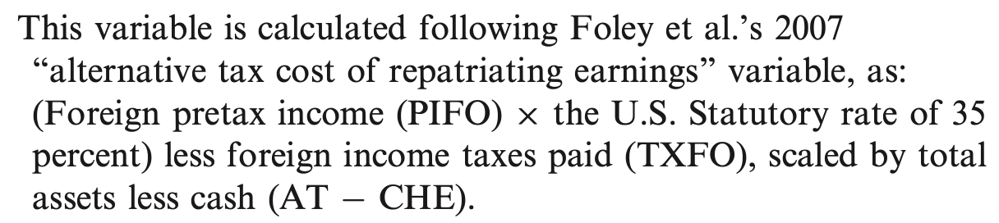 This variable is calculated following Foley et al.’s 2007
“alternative tax cost of repatriating earnings” variable, as:
(Foreign pretax income (PIFO) × the U.S. Statutory rate of 35
percent) less foreign income taxes paid (TXFO), scaled by total
assets less cash (AT − CHE).